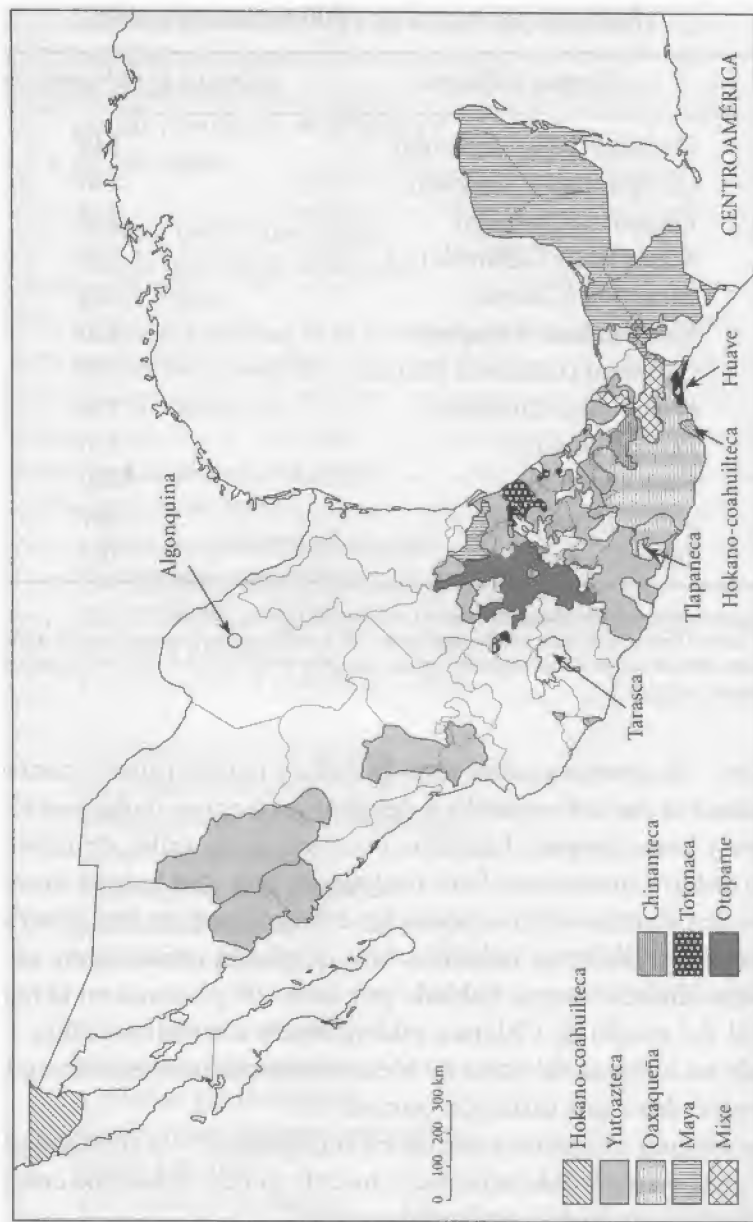 Algonquina
CENTROAMÉRICA
Huave
Hokano-coahuilteca
Tlapaneca
Tarasca
0 100 200 300 km
Hokano-coahuilteca
Yutoazteca
Oaxaqueña
Maya
Mixe
Chinanteca
Totonaca
Otopame